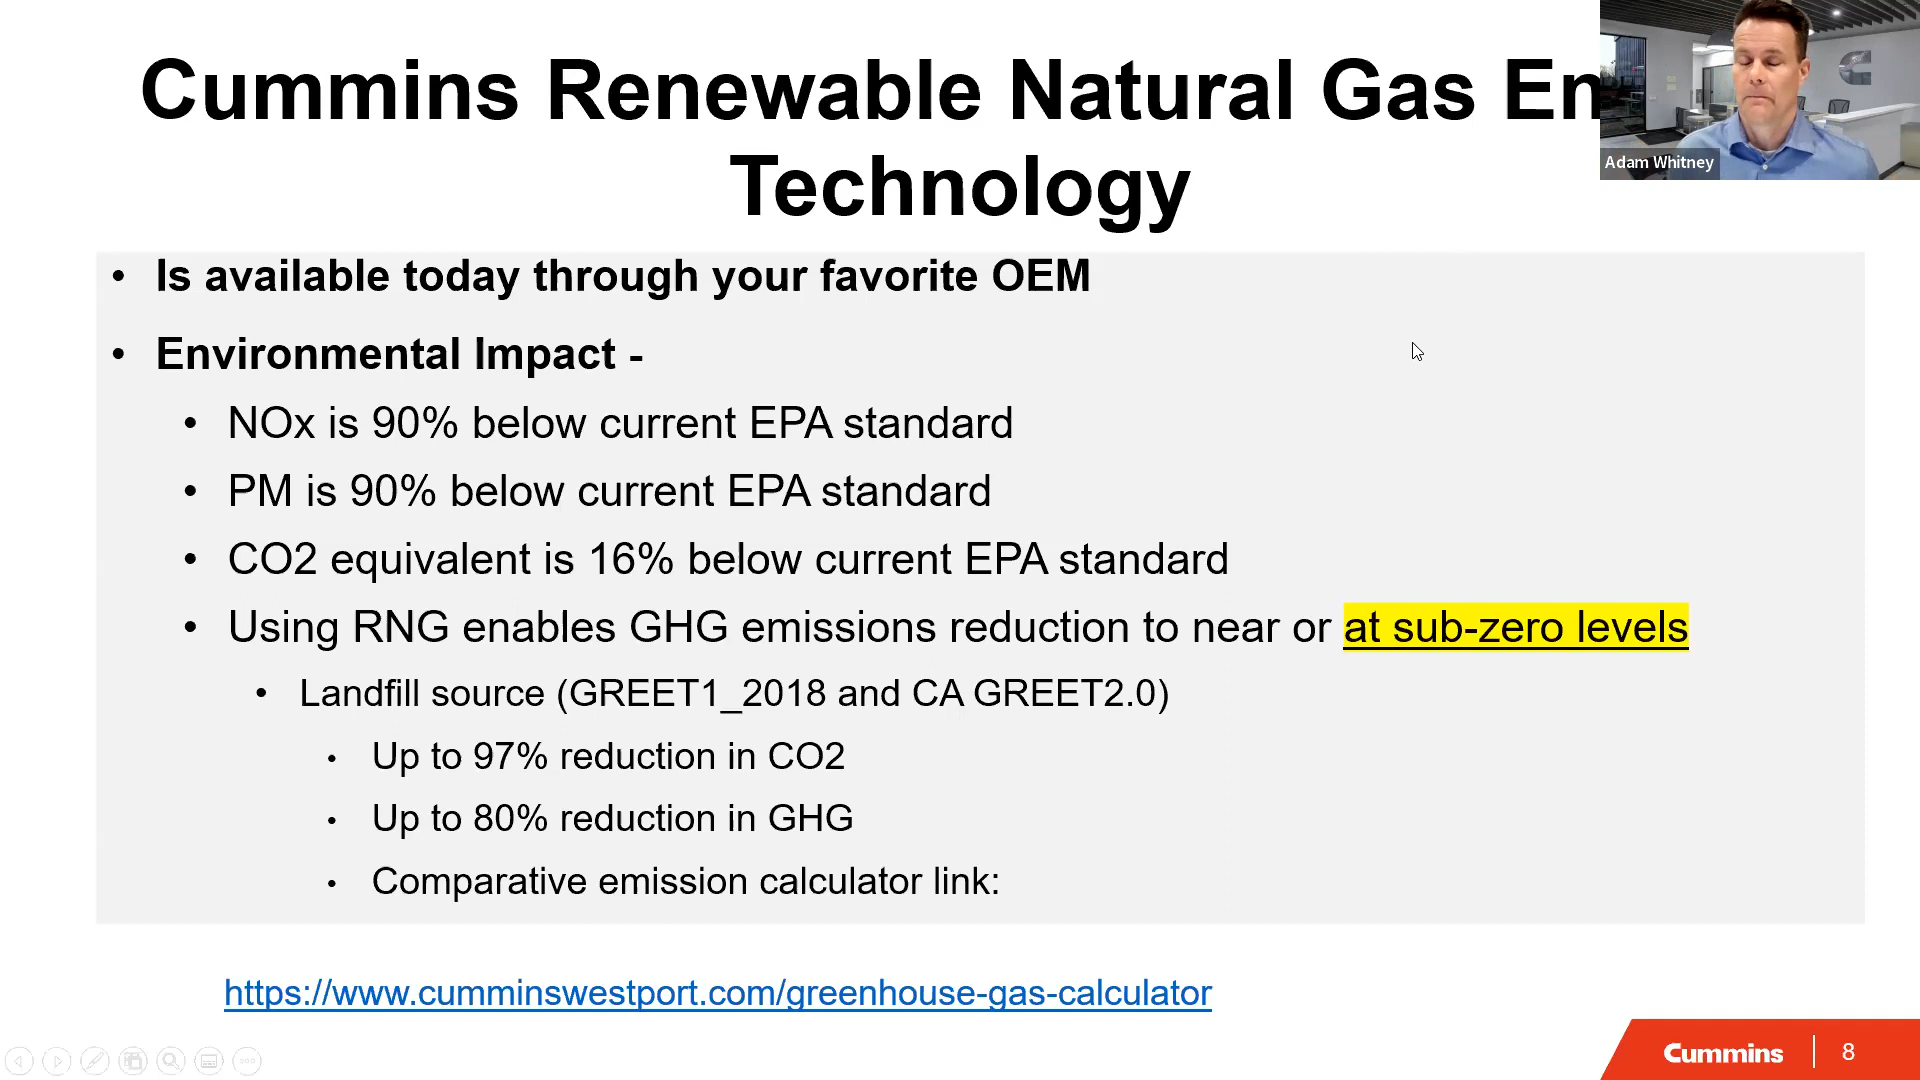 Cummins Renewable Natural Gas En
Technology
Adam Whitney
• Is available today through your favorite OEM
• Environmental Impact -
• NOx is 90% below current EPA standard
• PM is 90% below current EPA standard
• CO2 equivalent is 16% below current EPA standard
• Using RNG enables GHG emissions reduction to near or at sub-zero levels
• Landfill source (GREET1_2018 and CA GREET2.0)
• Up to 97% reduction in CO2
• Up to 80% reduction in GHG
• Comparative emission calculator link:
https://www.cumminswestport.com/greenhouse-gas-calculator
Cummins | 8